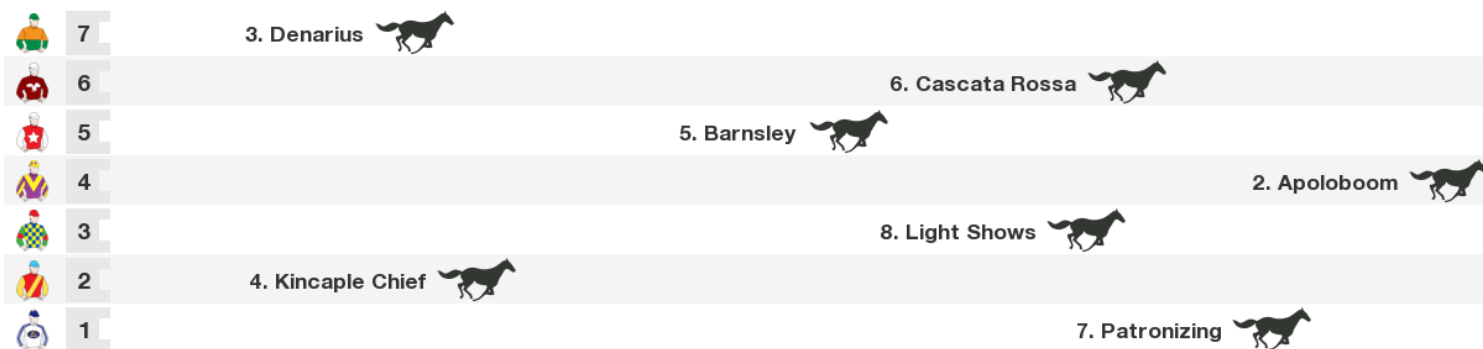 7 3. Denarius
6 6. Cascata Rossa
5 5. Barnsley
4 2. Apoloboom
3 8. Light Shows
2 4. Kincaple Chief
1 7. Patronizing